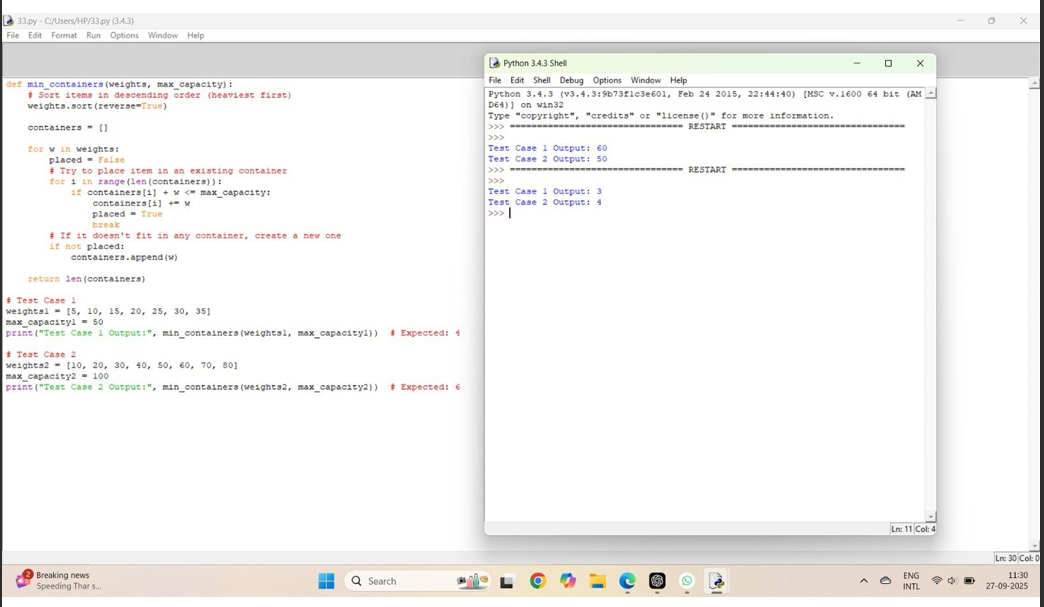 33.py - C:/Users/HP/33.py (3.4.3)
File Edit Format Run Options Window Help
def min_containers(weights, max_capacity):
    # Sort items in descending order (heaviest first)
    weights.sort(reverse=True)
    containers = []
    for w in weights:
        placed = False
        # Try to place item in an existing container
        for i in range(len(containers)):
            if containers[i] + w <= max_capacity:
                containers[i] += w
                placed = True
                break
        # If it doesn't fit in any container, create a new one
        if not placed:
            containers.append(w)
    return len(containers)
# Test Case 1
weights1 = [5, 10, 15, 20, 25, 30, 35]
max_capacity1 = 50
print("Test Case 1 Output:", min_containers(weights1, max_capacity1))  # Expected: 4
# Test Case 2
weights2 = [10, 20, 30, 40, 50, 60, 70, 80]
max_capacity2 = 100
print("Test Case 2 Output:", min_containers(weights2, max_capacity2))  # Expected: 6
Python 3.4.3 Shell
File Edit Shell Debug Options Window Help
Python 3.4.3 (v3.4.3:9b73f1c3e601, Feb 24 2015, 22:44:40) [MSC v.1600 64 bit (AM
D64)] on win32
Type "copyright", "credits" or "license()" for more information.
>>> ================================ RESTART ================================
>>>
Test Case 1 Output: 60
Test Case 2 Output: 50
>>> ================================ RESTART ================================
>>>
Test Case 1 Output: 3
Test Case 2 Output: 4
>>>
Ln: 11 Col: 4
Ln: 30 Col: 0
2
Breaking news
Speeding Thar s...
Search
ENG
INTL
11:30
27-09-2025